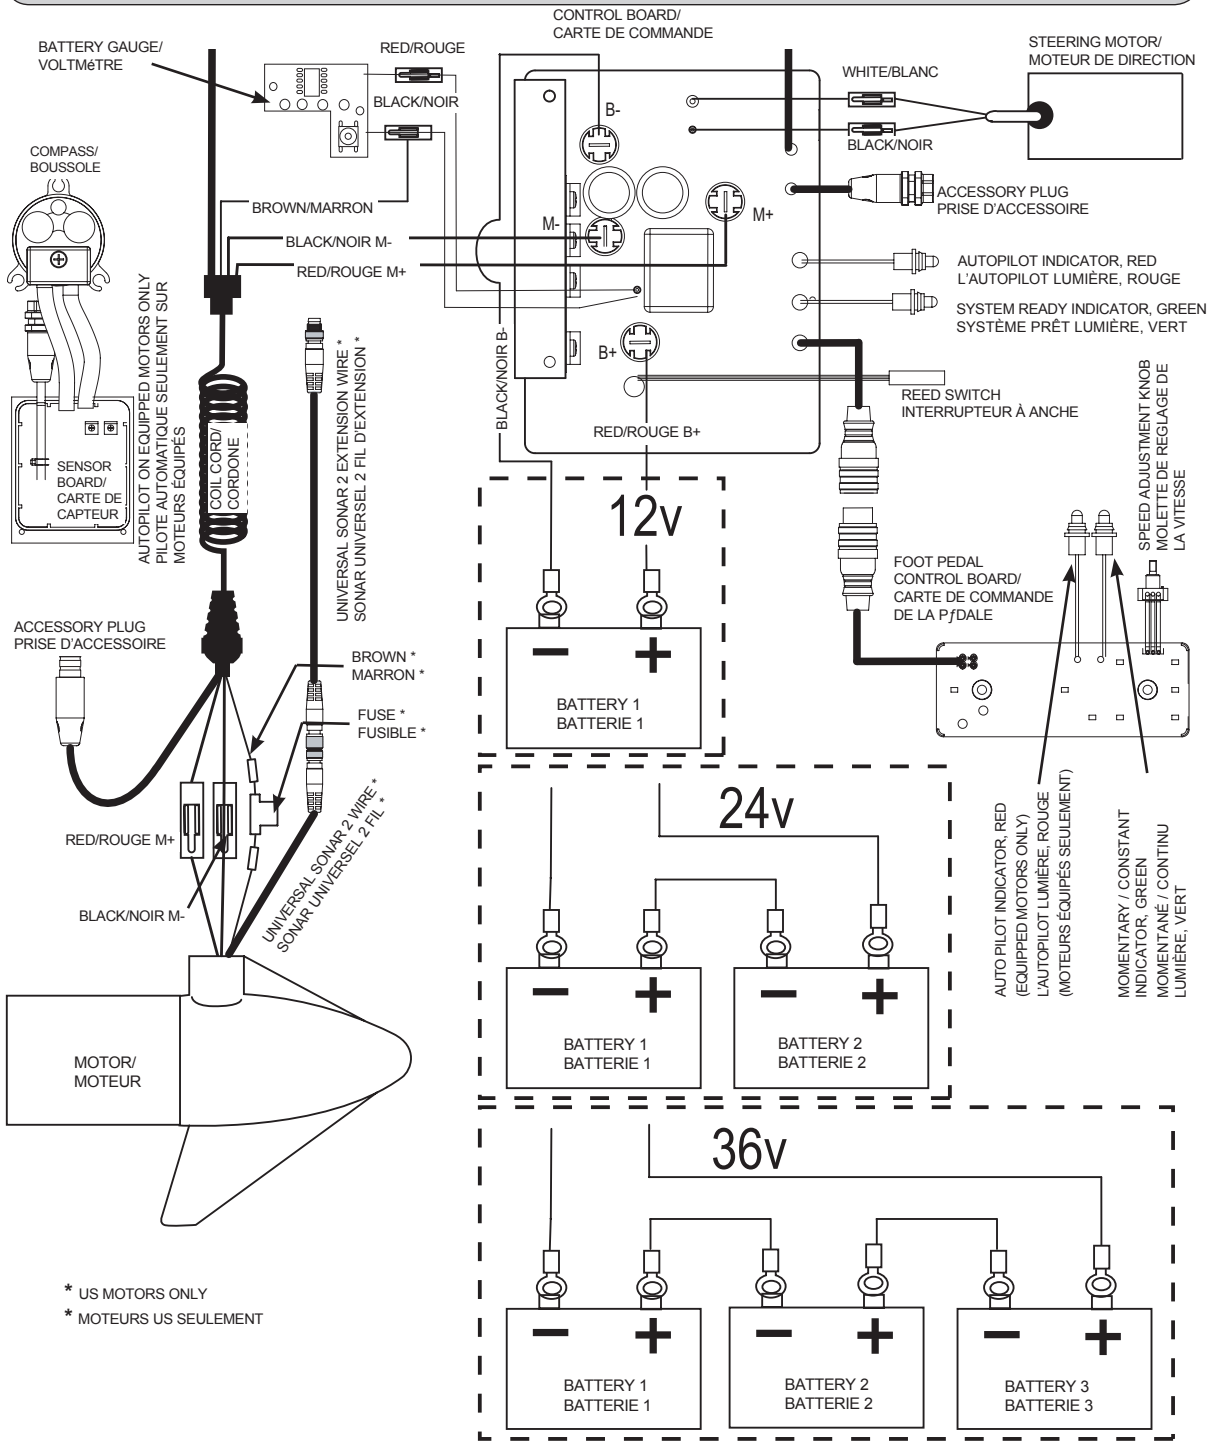 CONTROL BOARD/
CARTE DE COMMANDE
BATTERY GAUGE/
VOLTMéTRE
RED/ROUGE
BLACK/NOIR
WHITE/BLANC
BLACK/NOIR
STEERING MOTOR/
MOTEUR DE DIRECTION
COMPASS/
BOUSSOLE
BROWN/MARRON
BLACK/NOIR M-
RED/ROUGE M+
B-
M-
M+
B+
ACCESSORY PLUG
PRISE D'ACCESSOIRE
AUTOPILOT INDICATOR, RED
L'AUTOPILOT LUMIÈRE, ROUGE
SYSTEM READY INDICATOR, GREEN
SYSTÈME PRÊT LUMIÈRE, VERT
REED SWITCH
INTERRUPTEUR À ANCHE
BLACK/NOIR B-
RED/ROUGE B+
AUTOPILOT ON EQUIPPED MOTORS ONLY
PILOTE AUTOMATIQUE SEULEMENT SUR
MOTEURS ÉQUIPÉS
SENSOR
BOARD/
CARTE DE
CAPTEUR
COIL CORD/
CORDONE
UNIVERSAL SONAR 2 EXTENSION WIRE *
SONAR UNIVERSEL 2 FIL D'EXTENSION *
SPEED ADJUSTMENT KNOB
MOLETTE DE REGLAGE DE
LA VITESSE
FOOT PEDAL
CONTROL BOARD/
CARTE DE COMMANDE
DE LA PƒDALE
ACCESSORY PLUG
PRISE D'ACCESSOIRE
BROWN *
MARRON *
FUSE *
FUSIBLE *
RED/ROUGE M+
BLACK/NOIR M-
UNIVERSAL SONAR 2 WIRE *
SONAR UNIVERSEL 2 FIL *
MOTOR/
MOTEUR
12v
BATTERY 1
BATTERIE 1
24v
BATTERY 1
BATTERIE 1
BATTERY 2
BATTERIE 2
AUTO PILOT INDICATOR, RED
(EQUIPPED MOTORS ONLY)
L'AUTOPILOT LUMIÈRE, ROUGE
(MOTEURS ÉQUIPÉS SEULEMENT)
MOMENTARY / CONSTANT
INDICATOR, GREEN
MOMENTANÉ / CONTINU
LUMIÈRE, VERT
36v
BATTERY 1
BATTERIE 1
BATTERY 2
BATTERIE 2
BATTERY 3
BATTERIE 3
* US MOTORS ONLY
* MOTEURS US SEULEMENT